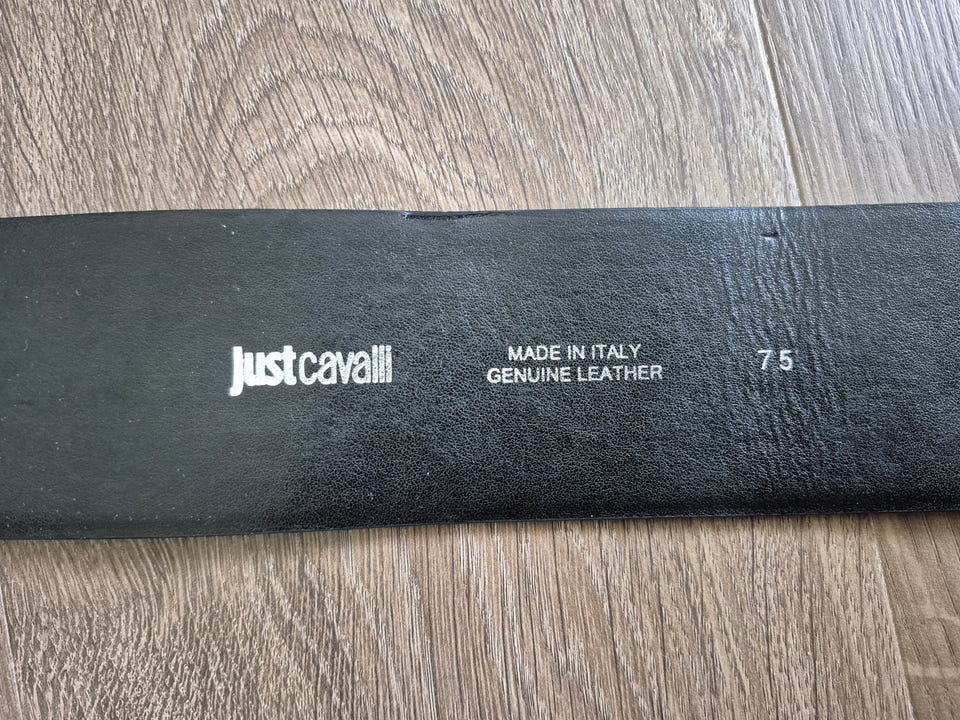 justcavalli
MADE IN ITALY
GENUINE LEATHER
75